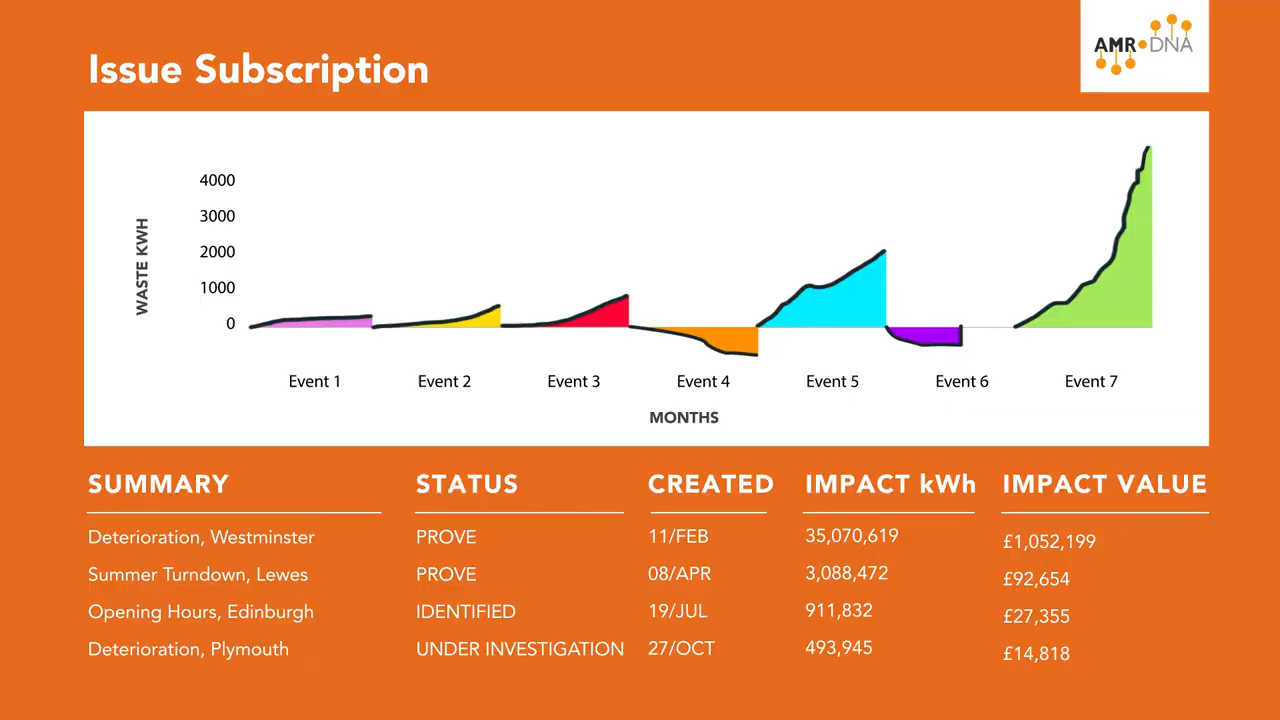 Issue Subscription
AMR DNA
WASTE KWH
4000
3000
2000
1000
0
Event 1 Event 2 Event 3 Event 4 Event 5 Event 6 Event 7
MONTHS
SUMMARY STATUS CREATED IMPACT kWh IMPACT VALUE
Deterioration, Westminster PROVE 11/FEB 35,070,619 £1,052,199
Summer Turndown, Lewes PROVE 08/APR 3,088,472 £92,654
Opening Hours, Edinburgh IDENTIFIED 19/JUL 911,832 £27,355
Deterioration, Plymouth UNDER INVESTIGATION 27/OCT 493,945 £14,818